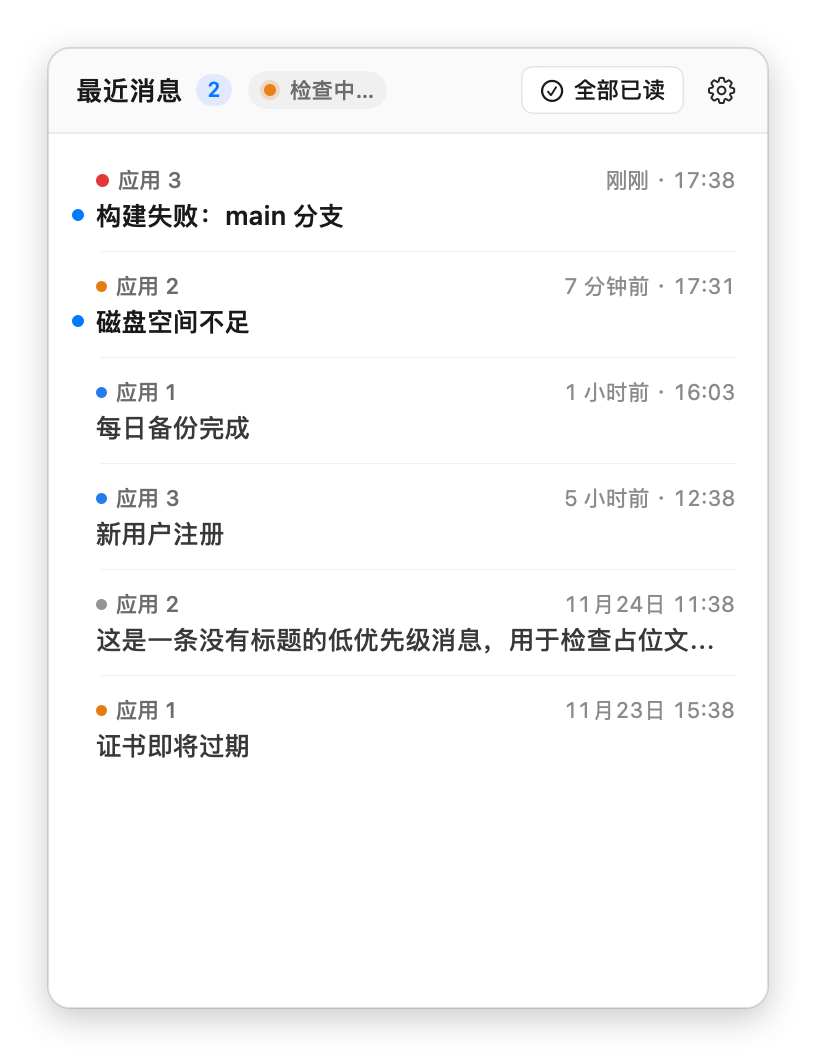 最近消息 2 检查中... 全部已读
应用 3 刚刚 · 17:38
构建失败：main 分支
应用 2 7 分钟前 · 17:31
磁盘空间不足
应用 1 1 小时前 · 16:03
每日备份完成
应用 3 5 小时前 · 12:38
新用户注册
应用 2 11月24日 11:38
这是一条没有标题的低优先级消息，用于检查占位文...
应用 1 11月23日 15:38
证书即将过期